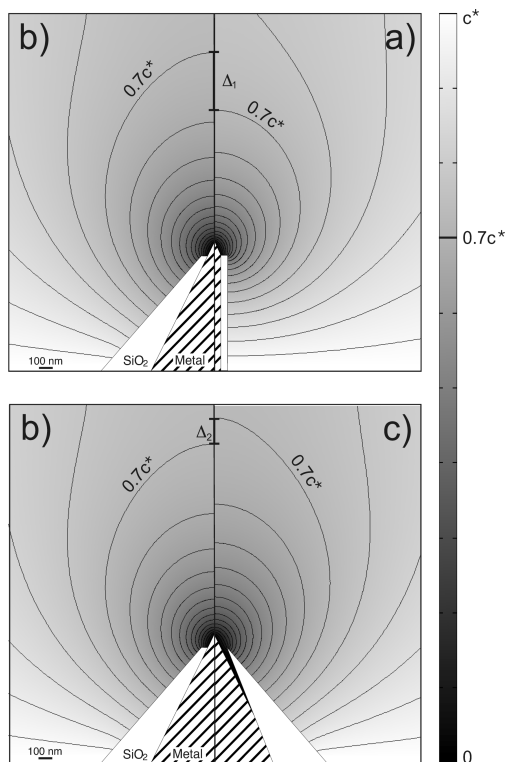 b)
a)
c*
0.7c*
Δ₁
0.7c*
0.7c*
100 nm
SiO₂
Metal
b)
c)
Δ₂
0.7c*
0.7c*
100 nm
SiO₂
Metal
0